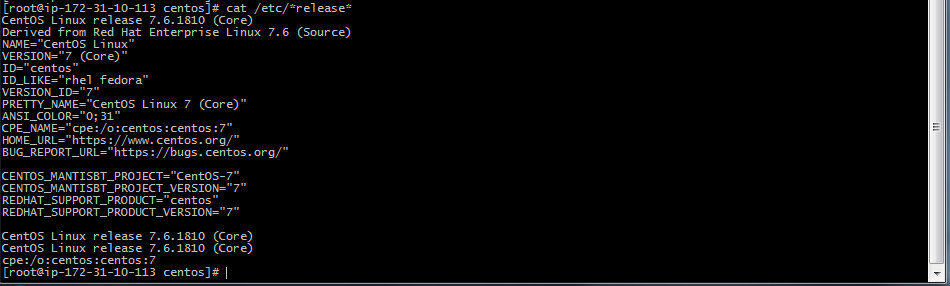 [root@ip-172-31-10-113 centos]# cat /etc/*release*
CentOS Linux release 7.6.1810 (Core)
Derived from Red Hat Enterprise Linux 7.6 (Source)
NAME="CentOS Linux"
VERSION="7 (Core)"
ID="centos"
ID_LIKE="rhel fedora"
VERSION_ID="7"
PRETTY_NAME="CentOS Linux 7 (Core)"
ANSI_COLOR="0;31"
CPE_NAME="cpe:/o:centos:centos:7"
HOME_URL="https://www.centos.org/"
BUG_REPORT_URL="https://bugs.centos.org/"

CENTOS_MANTISBT_PROJECT="CentOS-7"
CENTOS_MANTISBT_PROJECT_VERSION="7"
REDHAT_SUPPORT_PRODUCT="centos"
REDHAT_SUPPORT_PRODUCT_VERSION="7"

CentOS Linux release 7.6.1810 (Core)
CentOS Linux release 7.6.1810 (Core)
cpe:/o:centos:centos:7
[root@ip-172-31-10-113 centos]#